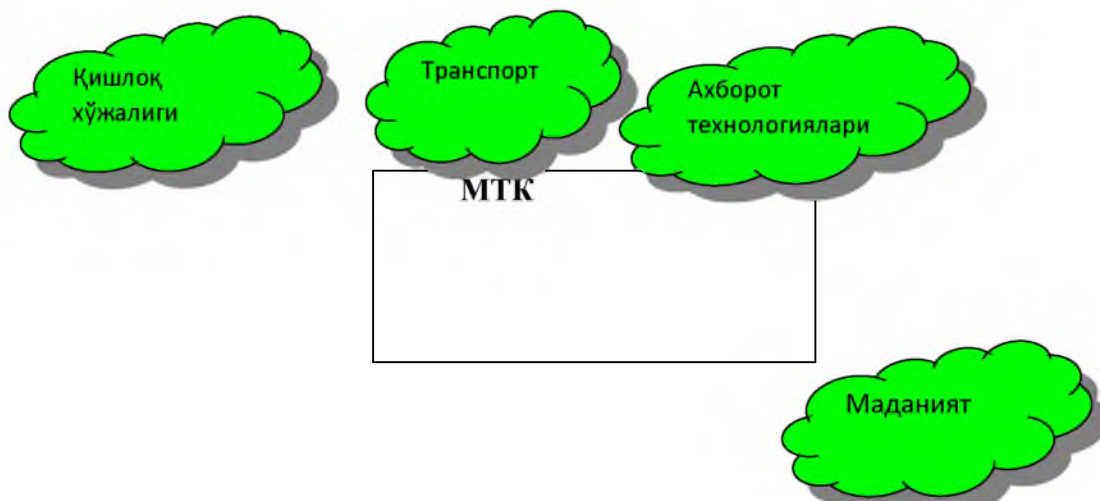 Қишлоқ
хўжалиги
Транспорт
Ахборот
технологиялари
МТК
Маданият